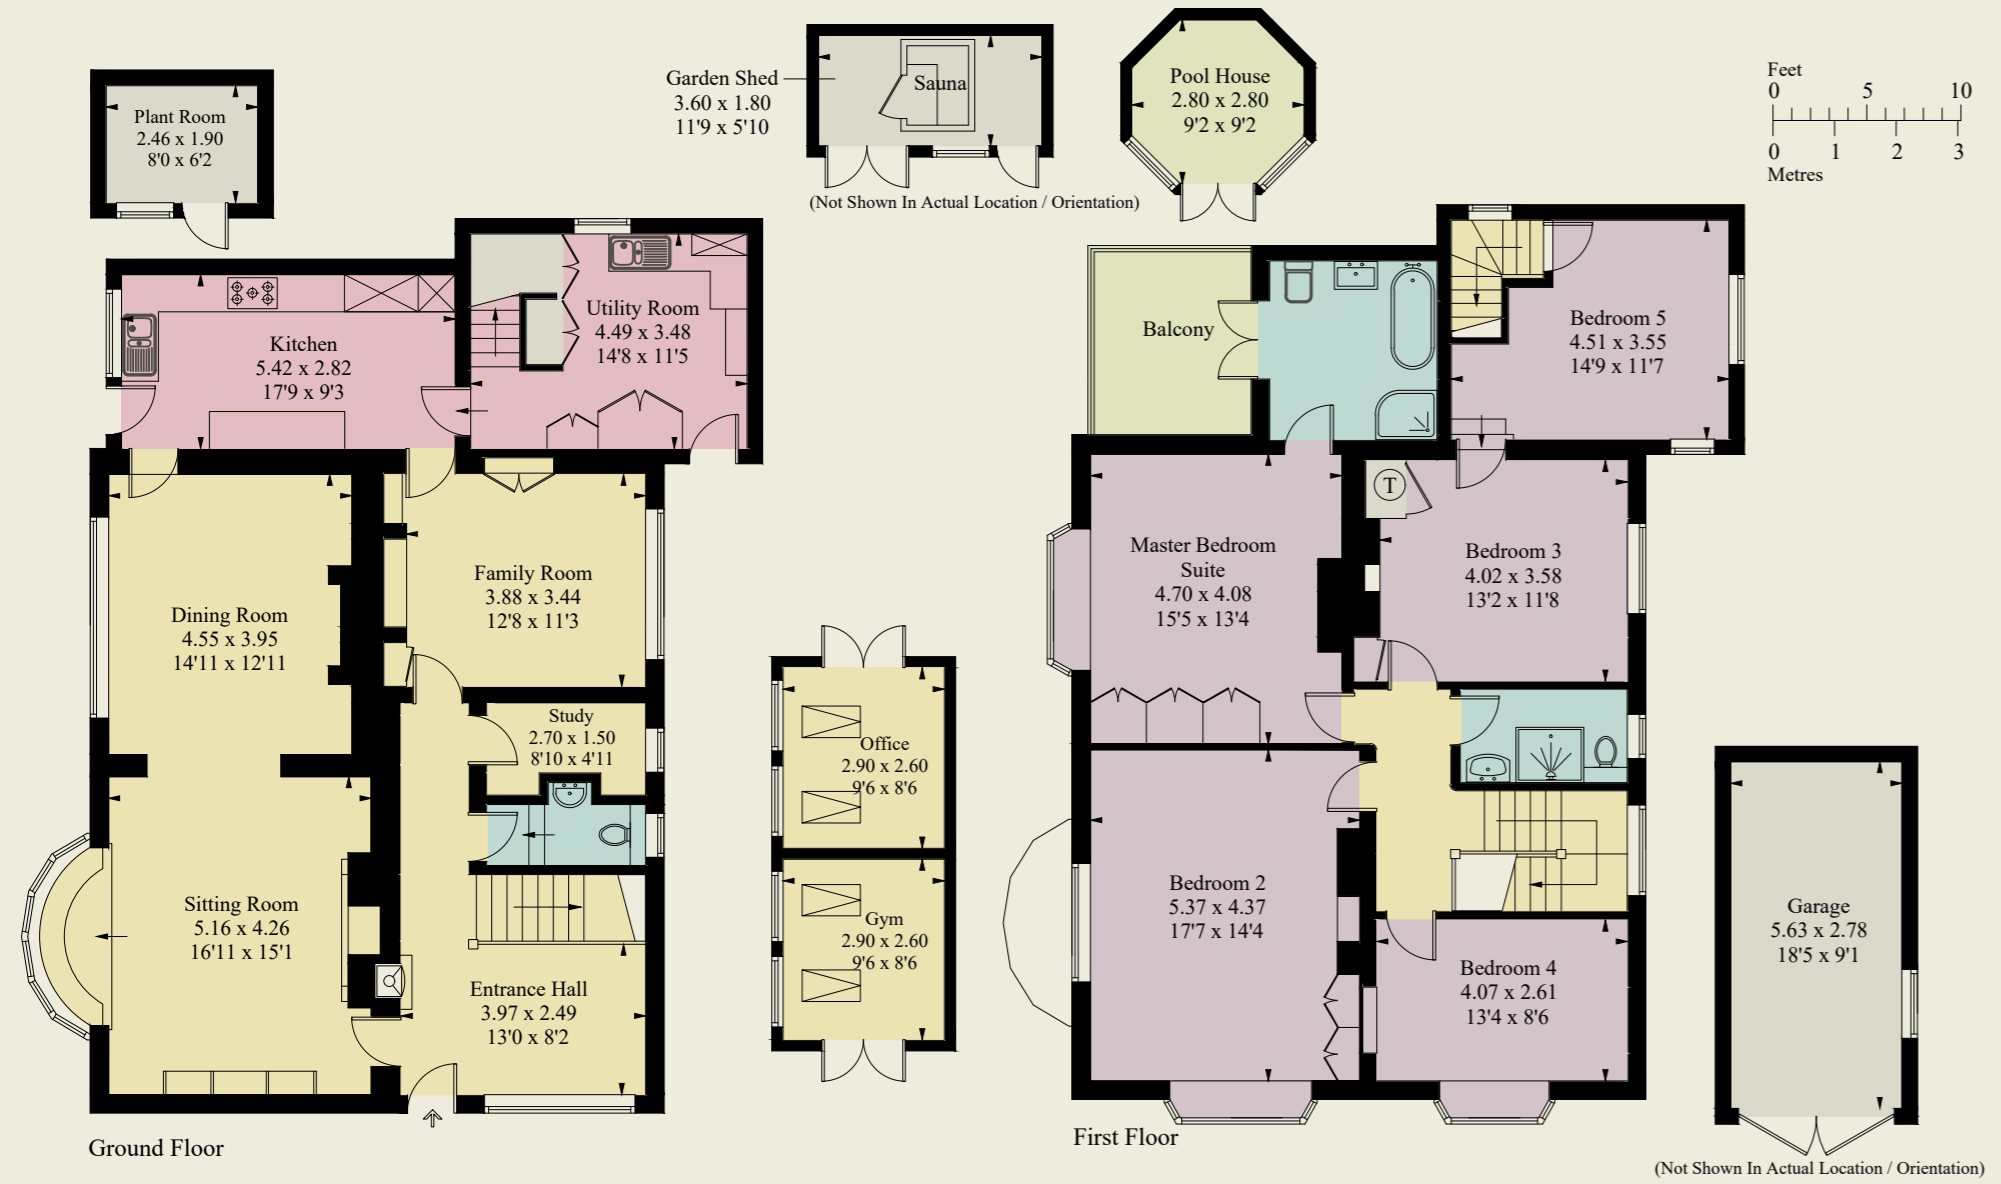 Plant Room
2.46 x 1.90
8'0 x 6'2
Garden Shed
3.60 x 1.80
11'9 x 5'10
Sauna
(Not Shown In Actual Location / Orientation)
Pool House
2.80 x 2.80
9'2 x 9'2
Feet
0 5 10
0 1 2 3
Metres
Kitchen
5.42 x 2.82
17'9 x 9'3
Utility Room
4.49 x 3.48
14'8 x 11'5
Dining Room
4.55 x 3.95
14'11 x 12'11
Family Room
3.88 x 3.44
12'8 x 11'3
Study
2.70 x 1.50
8'10 x 4'11
Sitting Room
5.16 x 4.26
16'11 x 15'1
Entrance Hall
3.97 x 2.49
13'0 x 8'2
Ground Floor
Office
2.90 x 2.60
9'6 x 8'6
Gym
2.90 x 2.60
9'6 x 8'6
Balcony
Bedroom 5
4.51 x 3.55
14'9 x 11'7
Master Bedroom
Suite
4.70 x 4.08
15'5 x 13'4
T
Bedroom 3
4.02 x 3.58
13'2 x 11'8
Bedroom 2
5.37 x 4.37
17'7 x 14'4
Bedroom 4
4.07 x 2.61
13'4 x 8'6
First Floor
Garage
5.63 x 2.78
18'5 x 9'1
(Not Shown In Actual Location / Orientation)